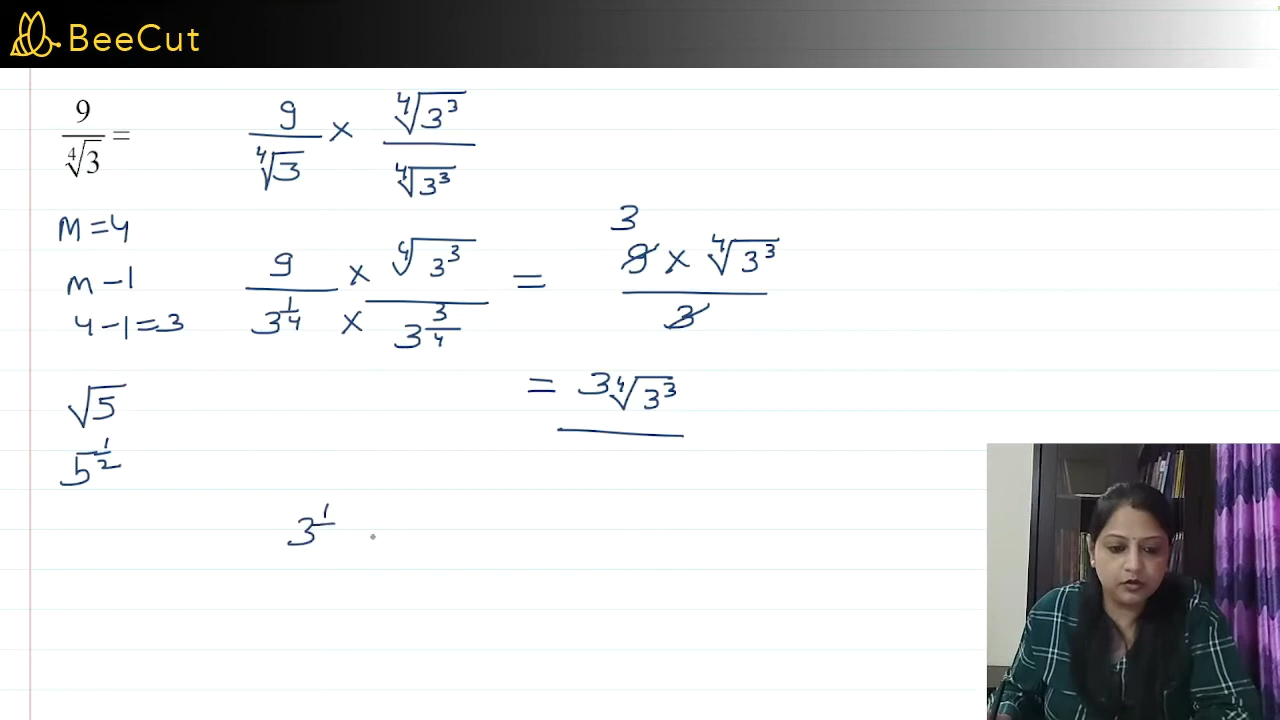 BeeCut
9/∜3 =
9/∜3 × ∜3³/∜3³
m = 4
m - 1
4 - 1 = 3
9/3^(1/4) × ∜3³/3^(3/4) = 3 9 × ∜3³/3
= 3∜3³
√5
5^(1/2)
3^1